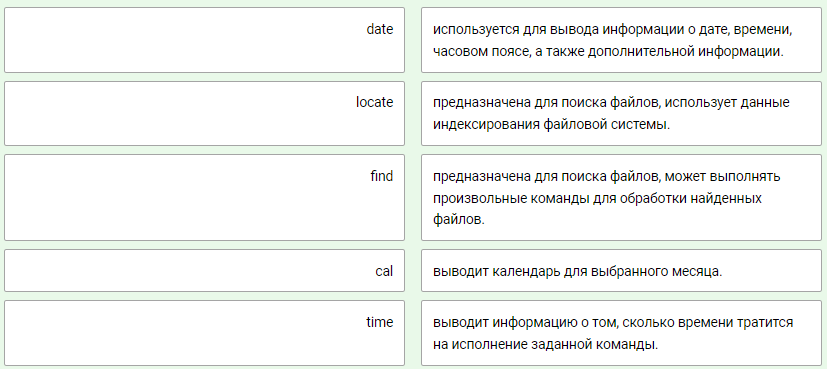 date
используется для вывода информации о дате, времени,
часовом поясе, а также дополнительной информации.
locate
предназначена для поиска файлов, использует данные
индексирования файловой системы.
find
предназначена для поиска файлов, может выполнять
произвольные команды для обработки найденных
файлов.
cal
выводит календарь для выбранного месяца.
time
выводит информацию о том, сколько времени тратится
на исполнение заданной команды.